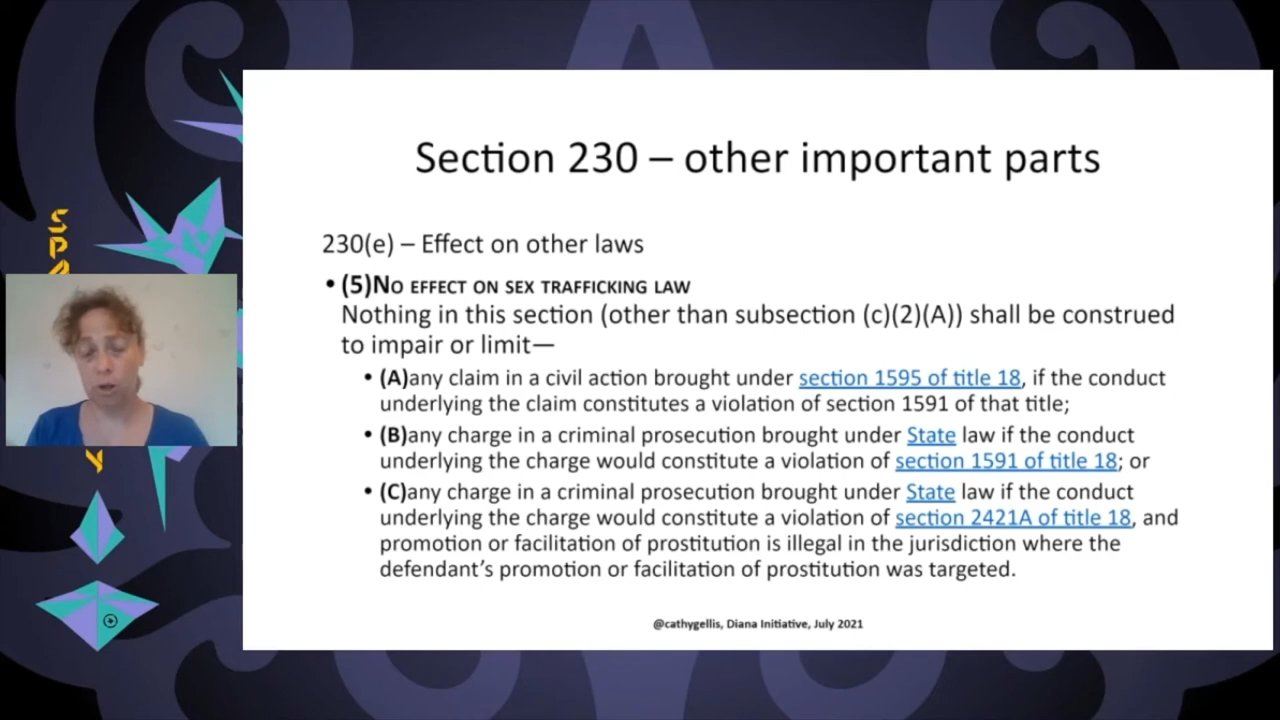 Section 230 – other important parts
230(e) – Effect on other laws
• (5)No effect on sex trafficking law
Nothing in this section (other than subsection (c)(2)(A)) shall be construed
to impair or limit—
• (A)any claim in a civil action brought under section 1595 of title 18, if the conduct
underlying the claim constitutes a violation of section 1591 of that title;
• (B)any charge in a criminal prosecution brought under State law if the conduct
underlying the charge would constitute a violation of section 1591 of title 18; or
• (C)any charge in a criminal prosecution brought under State law if the conduct
underlying the charge would constitute a violation of section 2421A of title 18, and
promotion or facilitation of prostitution is illegal in the jurisdiction where the
defendant’s promotion or facilitation of prostitution was targeted.
@cathygellis, Diana Initiative, July 2021